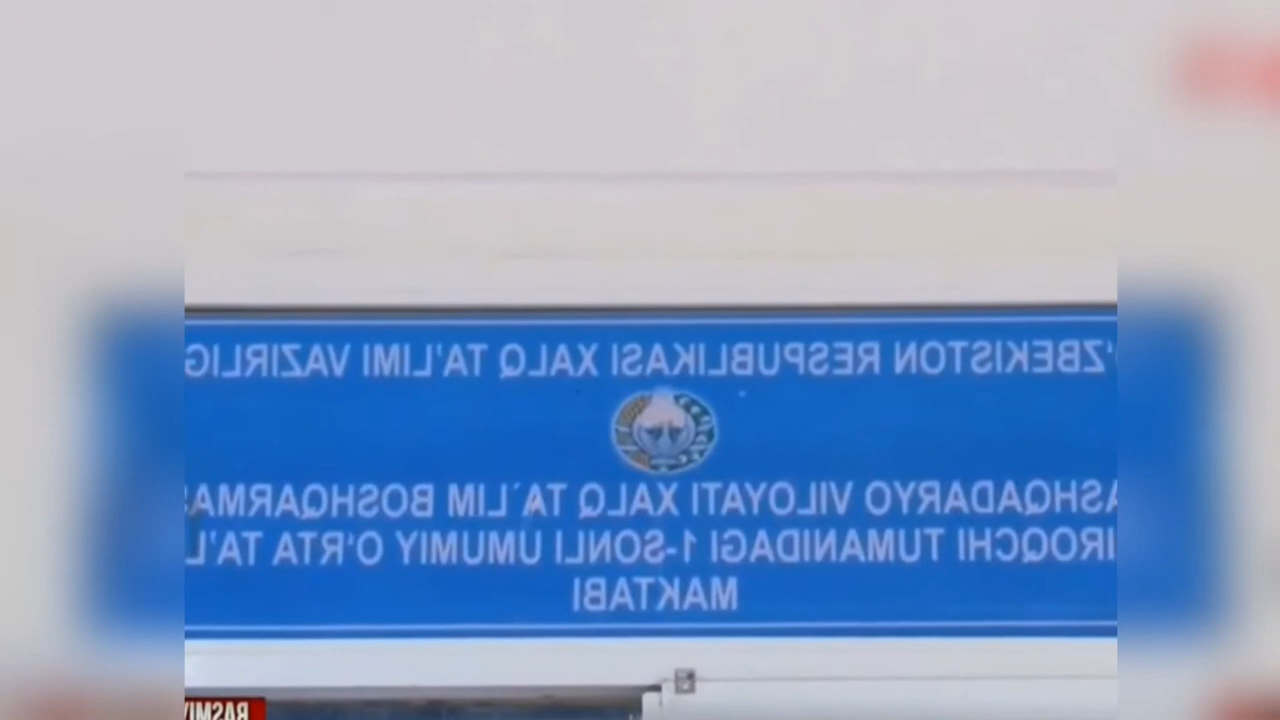 ‘ZBEKISTON RESPUBLIKASI XALQ TA'LIMI VAZIRLIG
ASHQADARYO VILOYATI XALQ TA`LIM BOSHQARMAS
IROQCHI TUMANIDAGI 1-SONLI UMUMIY O‘RTA TA'L
MAKTABI
RASMIY